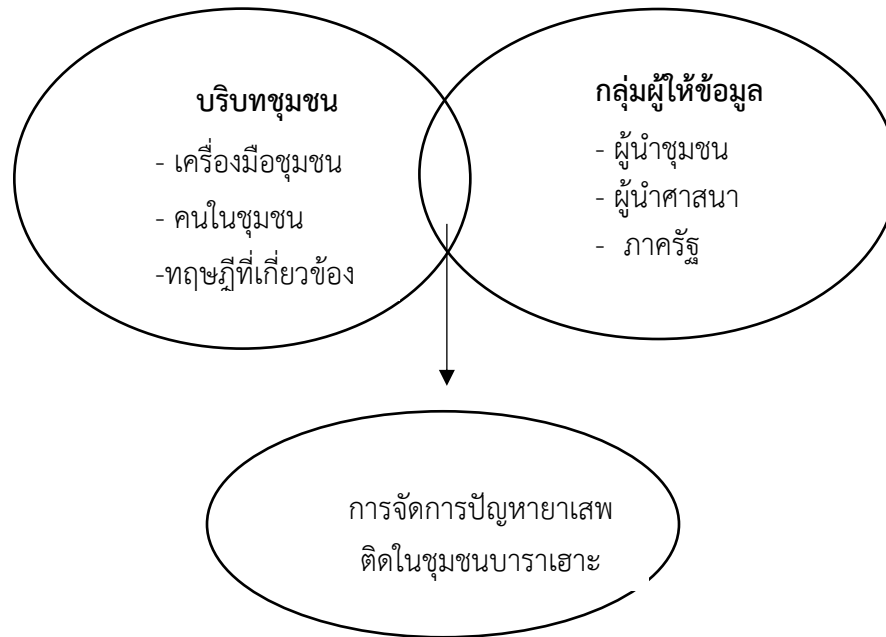 บริบทชุมชน
- เครื่องมือชุมชน
- คนในชุมชน
-ทฤษฎีที่เกี่ยวข้อง
กลุ่มผู้ให้ข้อมูล
- ผู้นำชุมชน
- ผู้นำศาสนา
- ภาครัฐ
การจัดการปัญหายาเสพ
ติดในชุมชนบาราเฮาะ